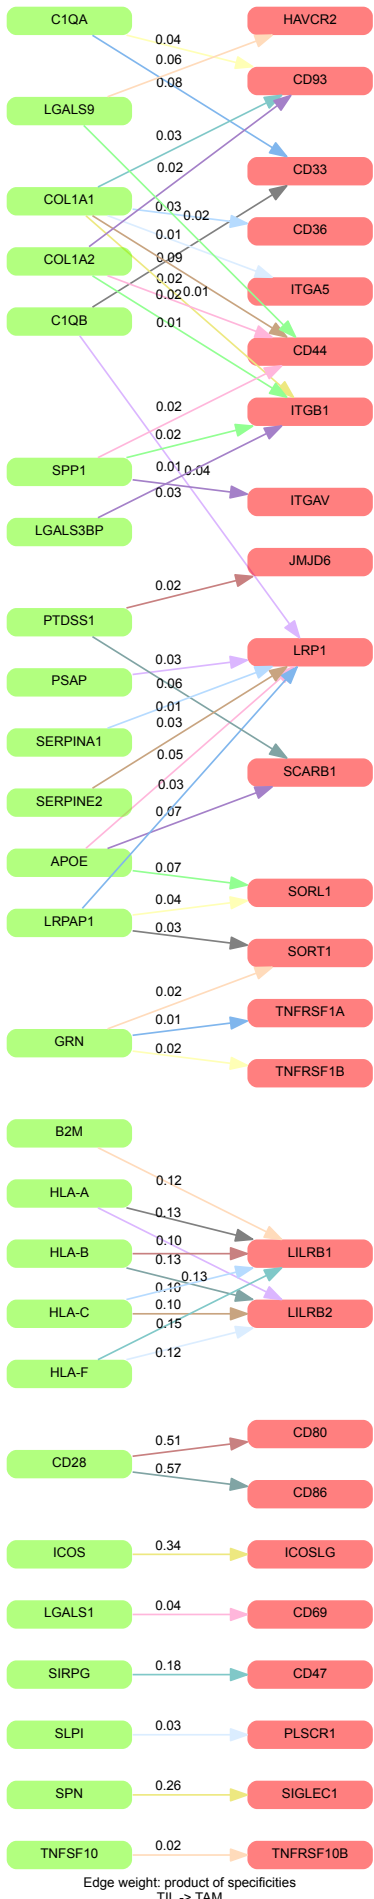 C1QA
HAVCR2
0.04
0.06
CD93
0.08
LGALS9
0.03
0.02
CD33
COL1A1
0.03
0.02
CD36
0.01
COL1A2
0.09
0.02
ITGA5
0.02
0.01
C1QB
0.01
CD44
0.02
ITGB1
0.02
SPP1
0.01
0.04
0.03
ITGAV
LGALS3BP
JMJD6
0.02
PTDSS1
LRP1
0.03
PSAP
0.06
0.01
0.03
SERPINA1
0.05
SCARB1
0.03
SERPINE2
0.07
APOE
0.07
SORL1
0.04
LRPAP1
0.03
SORT1
0.02
TNFRSF1A
0.01
GRN
0.02
TNFRSF1B
B2M
0.12
HLA-A
0.13
0.10
HLA-B
LILRB1
0.13
0.13
0.10
0.10
HLA-C
LILRB2
0.15
0.12
HLA-F
CD80
0.51
CD28
0.57
CD86
ICOS
0.34
ICOSLG
LGALS1
0.04
CD69
SIRPG
0.18
CD47
SLPI
0.03
PLSCR1
SPN
0.26
SIGLEC1
TNFSF10
0.02
TNFRSF10B
Edge weight: product of specificities
TIL -> TAM